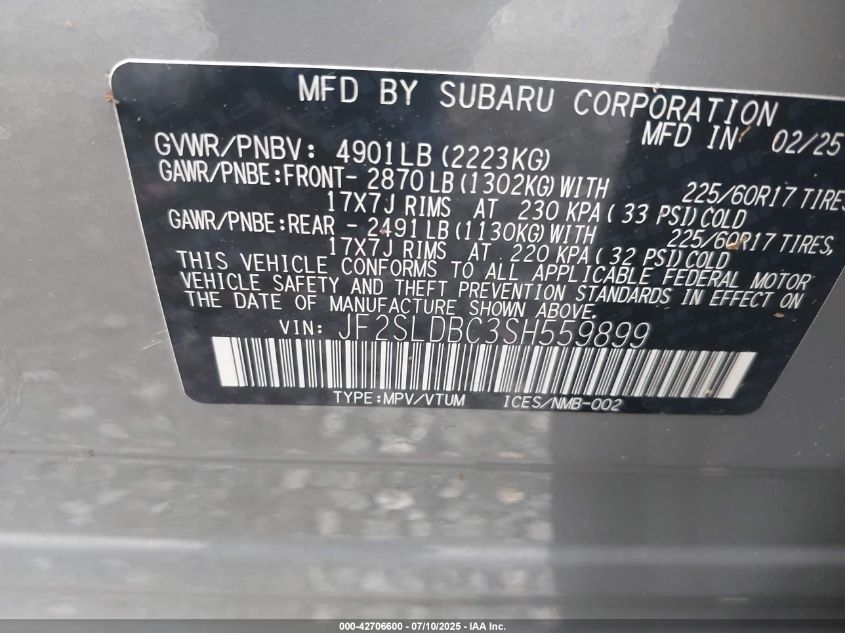 MFD BY SUBARU CORPORATION
MFD IN 02/25
GVWR/PNBV: 4901LB(2223KG)
GAWR/PNBE:FRONT- 2870LB(1302KG)WITH 225/60R17 TIRES
17X7J RIMS AT 230 KPA(33 PSI)COLD
GAWR/PNBE:REAR - 2491LB(1130KG)WITH 225/60R17 TIRES,
17X7J RIMS AT 220 KPA(32 PSI)COLD
THIS VEHICLE CONFORMS TO ALL APPLICABLE FEDERAL MOTOR
VEHICLE SAFETY AND THEFT PREVENTION STANDARDS IN EFFECT ON
THE DATE OF MANUFACTURE SHOWN ABOVE.
VIN: JF2SLDBC3SH559899
TYPE:MPV/VTUM ICES/NMB-002
000-42706600 - 07/10/2025 - IAA Inc.